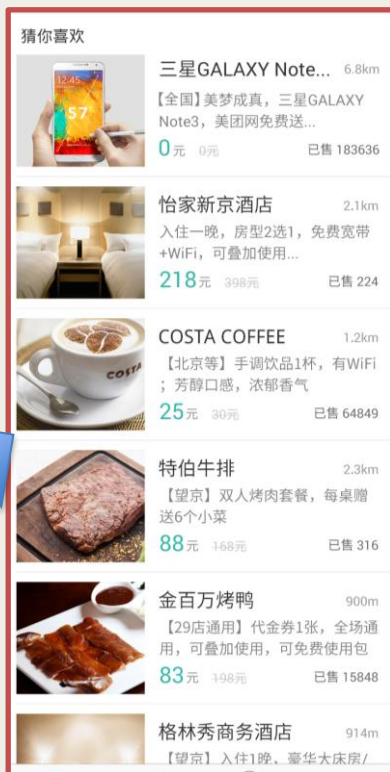 猜你喜欢
三星GALAXY Note... 6.8km
【全国】美梦成真，三星GALAXY
Note3，美团网免费送...
0元 0元 已售 183636
怡家新京酒店 2.1km
入住一晚，房型2选1，免费宽带
+WiFi，可叠加使用...
218元 398元 已售 224
COSTA COFFEE 1.2km
【北京等】手调饮品1杯，有WiFi
；芳醇口感，浓郁香气
25元 30元 已售 64849
特伯牛排 2.3km
【望京】双人烤肉套餐，每桌赠
送6个小菜
88元 168元 已售 316
金百万烤鸭 900m
【29店通用】代金券1张，全场通
用，可叠加使用，可免费使用包
83元 198元 已售 15848
格林秀商务酒店 914m
【望京】入住1晚，豪华大床房/
12:45
57
COSTA